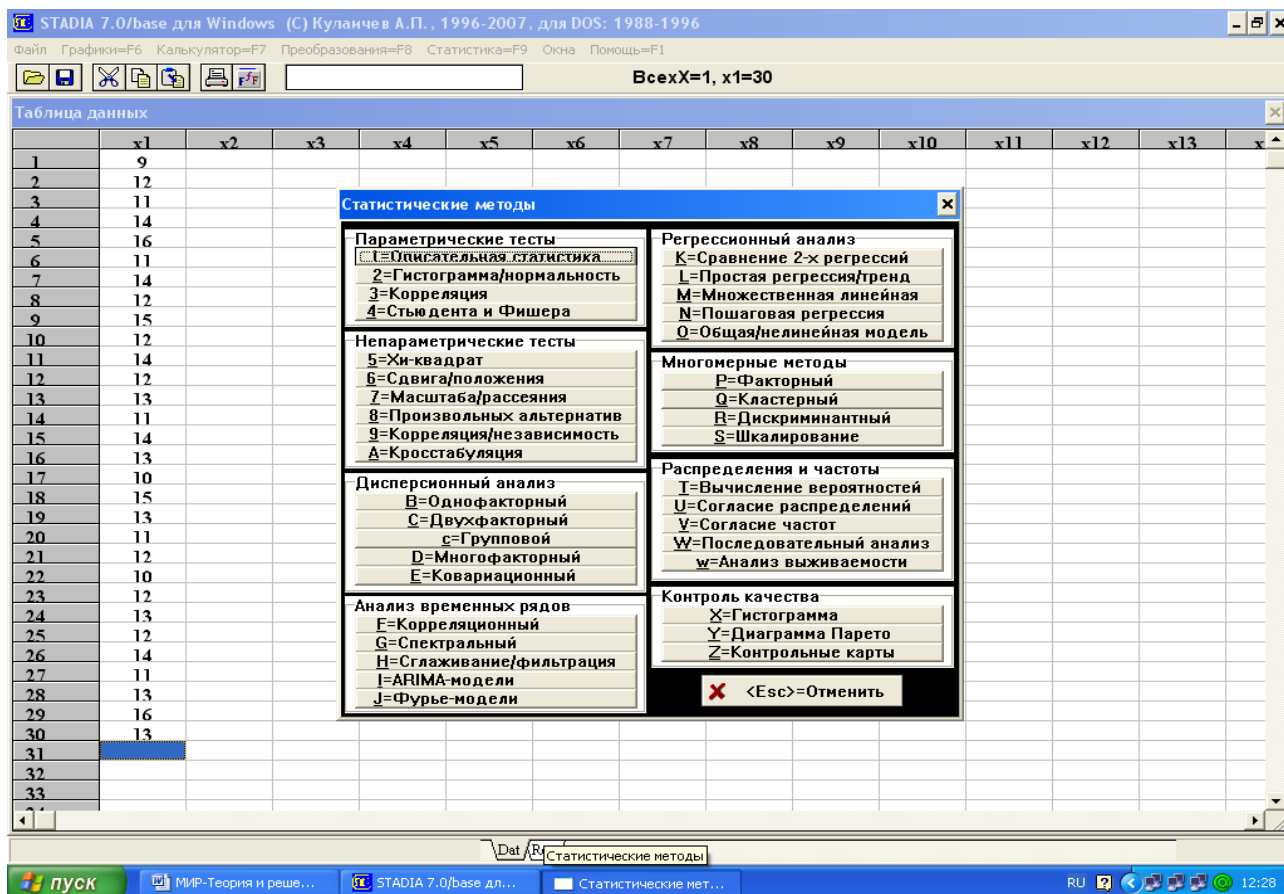 STADIA 7.0/base для Windows (C) Кулаичев А.П., 1996-2007, для DOS: 1988-1996
Файл Графики=F6 Калькулятор=F7 Преобразования=F8 Статистика=F9 Окна Помощь=F1
ВсехX=1, x1=30
Таблица данных
x1 x2 x3 x4 x5 x6 x7 x8 x9 x10 x11 x12 x13 x
1 9
2 12
3 11
4 14
5 16
6 11
7 14
8 12
9 15
10 12
11 14
12 12
13 13
14 11
15 14
16 13
17 10
18 15
19 13
20 11
21 12
22 10
23 12
24 13
25 12
26 14
27 11
28 13
29 16
30 13
31
32
33
Статистические методы
Параметрические тесты
1=Описательная статистика
2=Гистограмма/нормальность
3=Корреляция
4=Стьюдента и Фишера
Непараметрические тесты
5=Хи-квадрат
6=Сдвига/положения
7=Масштаба/рассеяния
8=Произвольных альтернатив
9=Корреляция/независимость
A=Кросстабуляция
Дисперсионный анализ
B=Однофакторный
C=Двухфакторный
c=Групповой
D=Многофакторный
E=Ковариационный
Анализ временных рядов
F=Корреляционный
G=Спектральный
H=Сглаживание/фильтрация
I=ARIMA-модели
J=Фурье-модели
Регрессионный анализ
K=Сравнение 2-х регрессий
L=Простая регрессия/тренд
M=Множественная линейная
N=Пошаговая регрессия
O=Общая/нелинейная модель
Многомерные методы
P=Факторный
Q=Кластерный
R=Дискриминантный
S=Шкалирование
Распределения и частоты
T=Вычисление вероятностей
U=Согласие распределений
V=Согласие частот
W=Последовательный анализ
w=Анализ выживаемости
Контроль качества
X=Гистограмма
Y=Диаграмма Парето
Z=Контрольные карты
<Esc>=Отменить
Dat
Статистические методы
пуск
МИР-Теория и реше...
STADIA 7.0/base дл...
Статистические мет...
RU
12:28